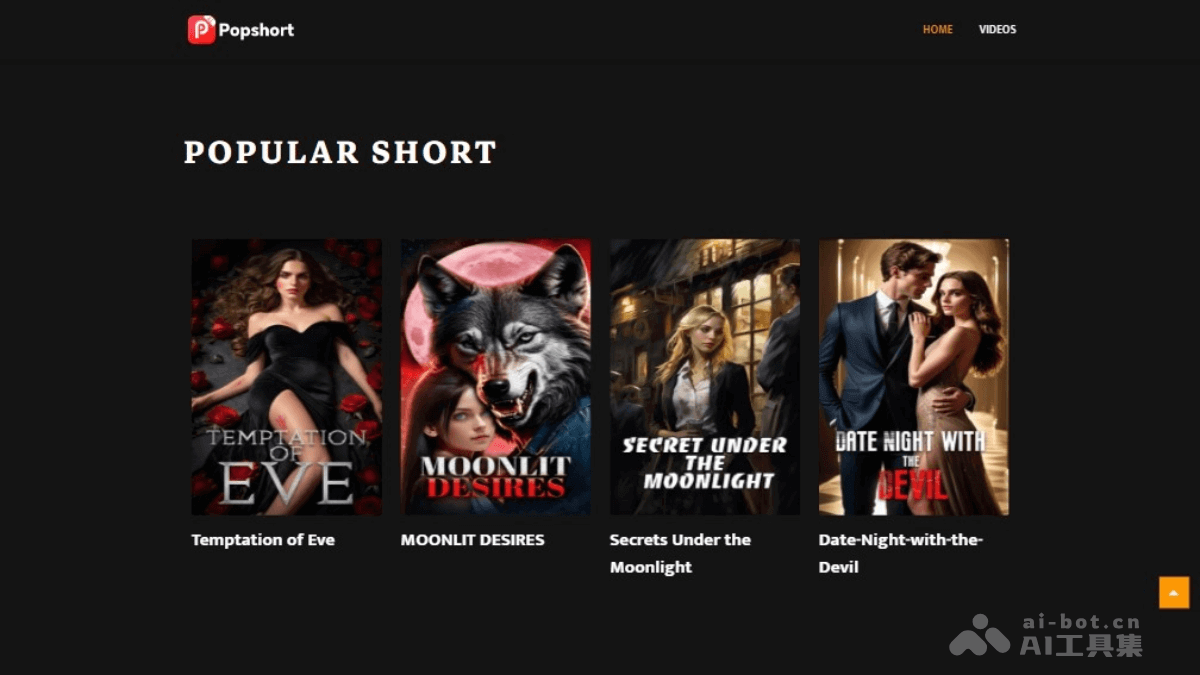 Popshort
HOME
VIDEOS
POPULAR SHORT
TEMPTATION
OF
EVE
MOONLIT
DESIRES
SECRET UNDER
THE
MOONLIGHT
DATE NIGHT WITH
THE
DEVIL
Temptation of Eve
MOONLIT DESIRES
Secrets Under the
Moonlight
Date-Night-with-the-
Devil
ai-bot.cn
AI工具集